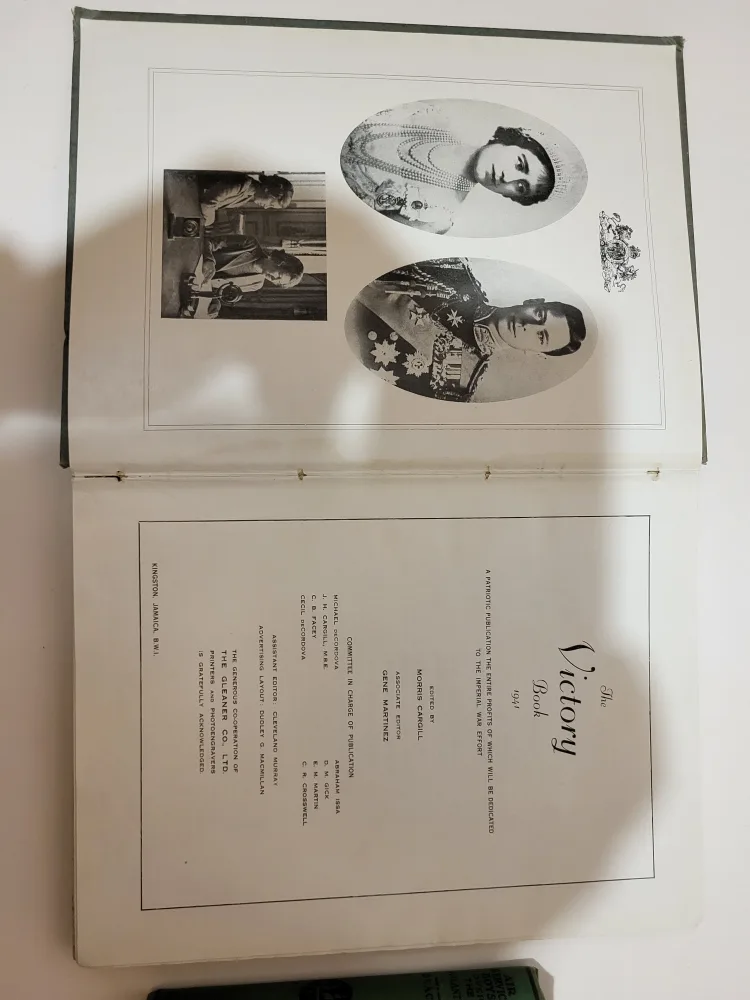 The
Victory
Book
1941
A PATRIOTIC PUBLICATION THE ENTIRE PROFITS OF WHICH WILL BE DEDICATED
TO THE IMPERIAL WAR EFFORT
EDITED BY
MORRIS CARGILL
ASSOCIATE EDITOR
GENE MARTINEZ
COMMITTEE IN CHARGE OF PUBLICATION
MICHAEL deCORDOVA ABRAHAM ISSA
J. H. CARGILL, M.B.E. D. M. GICK
C. B. FACEY E. M. MARTIN
CECIL deCORDOVA C. R. CROSSWELL
ASSISTANT EDITOR: CLEVELAND MURRAY
ADVERTISING LAYOUT: DUDLEY G. MACMILLAN
THE GENEROUS CO-OPERATION OF
THE GLEANER CO., LTD.
PRINTERS AND PHOTOENGRAVERS
IS GRATEFULLY ACKNOWLEDGED.
KINGSTON, JAMAICA, B.W.I.
AIR
BOYS
THE